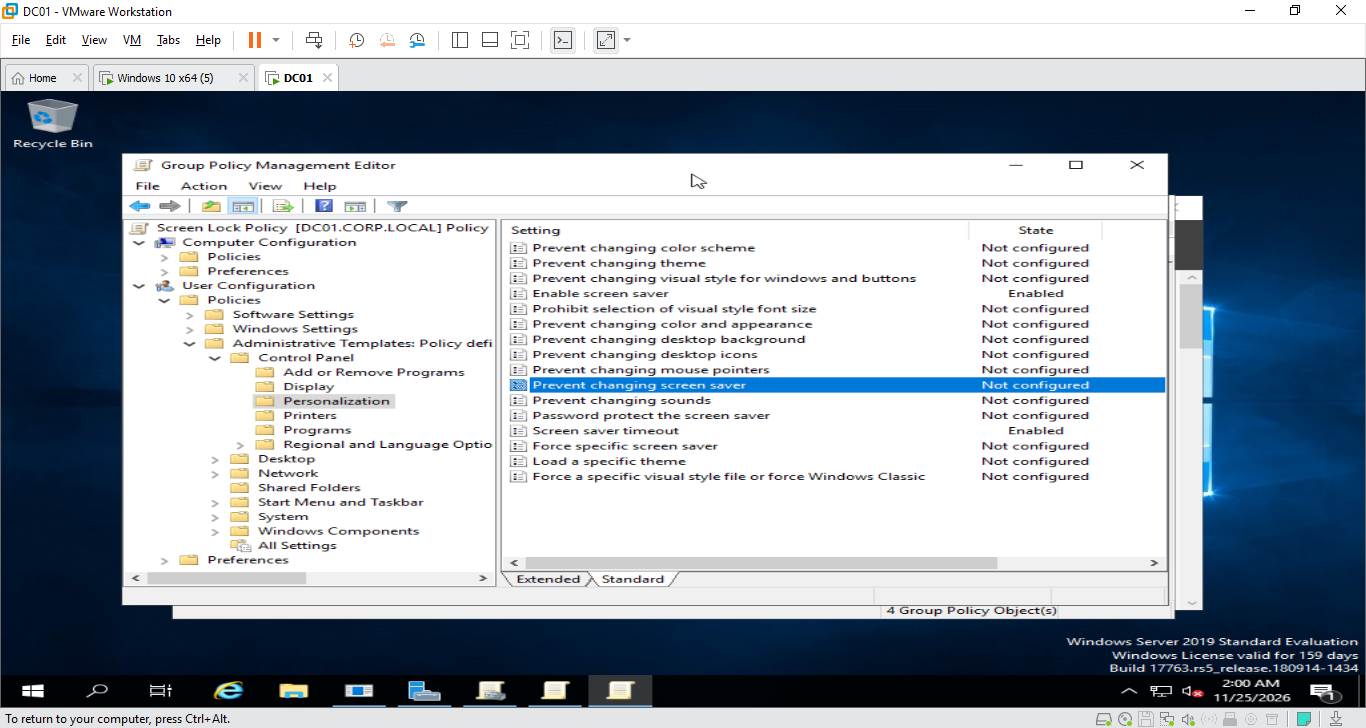 DC01 - VMware Workstation
File Edit View VM Tabs Help
Home Windows 10 x64 (5) DC01
Recycle Bin
Group Policy Management Editor
File Action View Help
Screen Lock Policy [DC01.CORP.LOCAL] Policy
Computer Configuration
Policies
Preferences
User Configuration
Policies
Software Settings
Windows Settings
Administrative Templates: Policy defi
Control Panel
Add or Remove Programs
Display
Personalization
Printers
Programs
Regional and Language Optio
Desktop
Network
Shared Folders
Start Menu and Taskbar
System
Windows Components
All Settings
Preferences
Setting State
Prevent changing color scheme Not configured
Prevent changing theme Not configured
Prevent changing visual style for windows and buttons Not configured
Enable screen saver Enabled
Prohibit selection of visual style font size Not configured
Prevent changing color and appearance Not configured
Prevent changing desktop background Not configured
Prevent changing desktop icons Not configured
Prevent changing mouse pointers Not configured
Prevent changing screen saver Not configured
Prevent changing sounds Not configured
Password protect the screen saver Not configured
Screen saver timeout Enabled
Force specific screen saver Not configured
Load a specific theme Not configured
Force a specific visual style file or force Windows Classic Not configured
Extended Standard
4 Group Policy Object(s)
Windows Server 2019 Standard Evaluation
Windows License valid for 159 days
Build 17763.rs5_release.180914-1434
2:00 AM
11/25/2026
1
To return to your computer, press Ctrl+Alt.